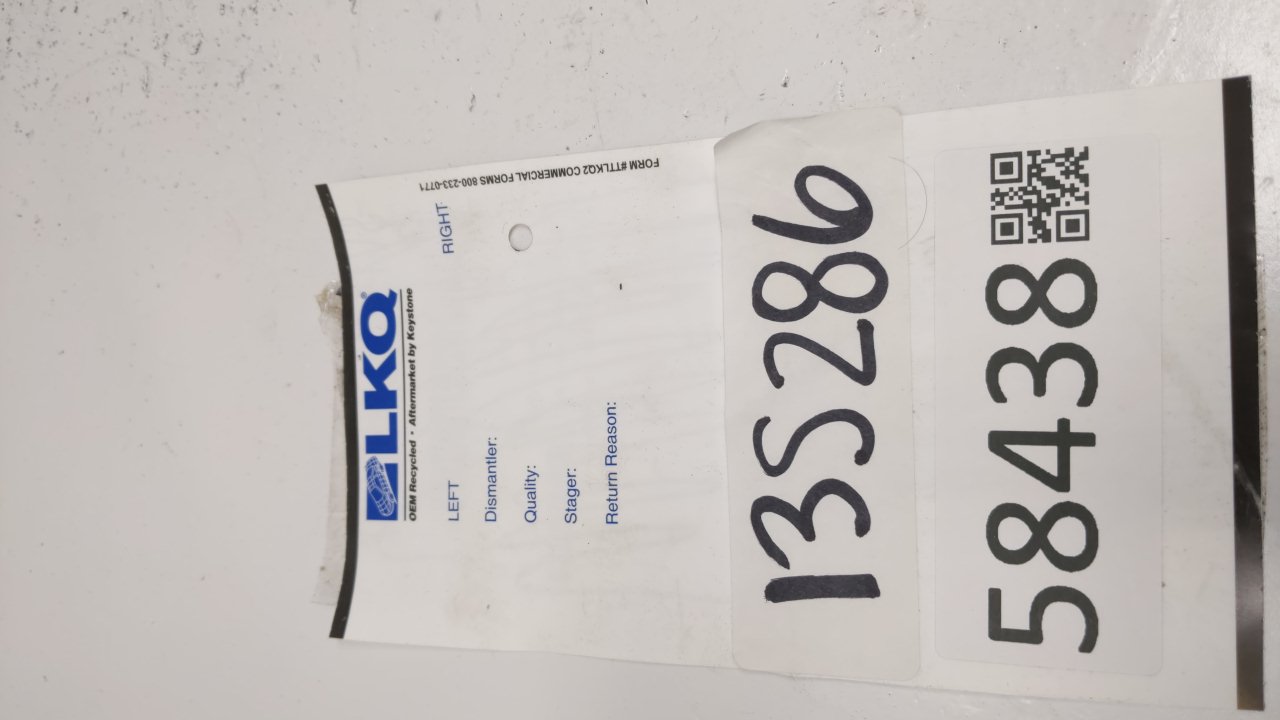 LKQ
OEM Recycled • Aftermarket by Keystone
LEFT RIGHT
Dismantler:
Quality:
Stager:
Return Reason:
FORM #TTLKQ2 COMMERCIAL FORMS 800-233-0771
13S286
58438